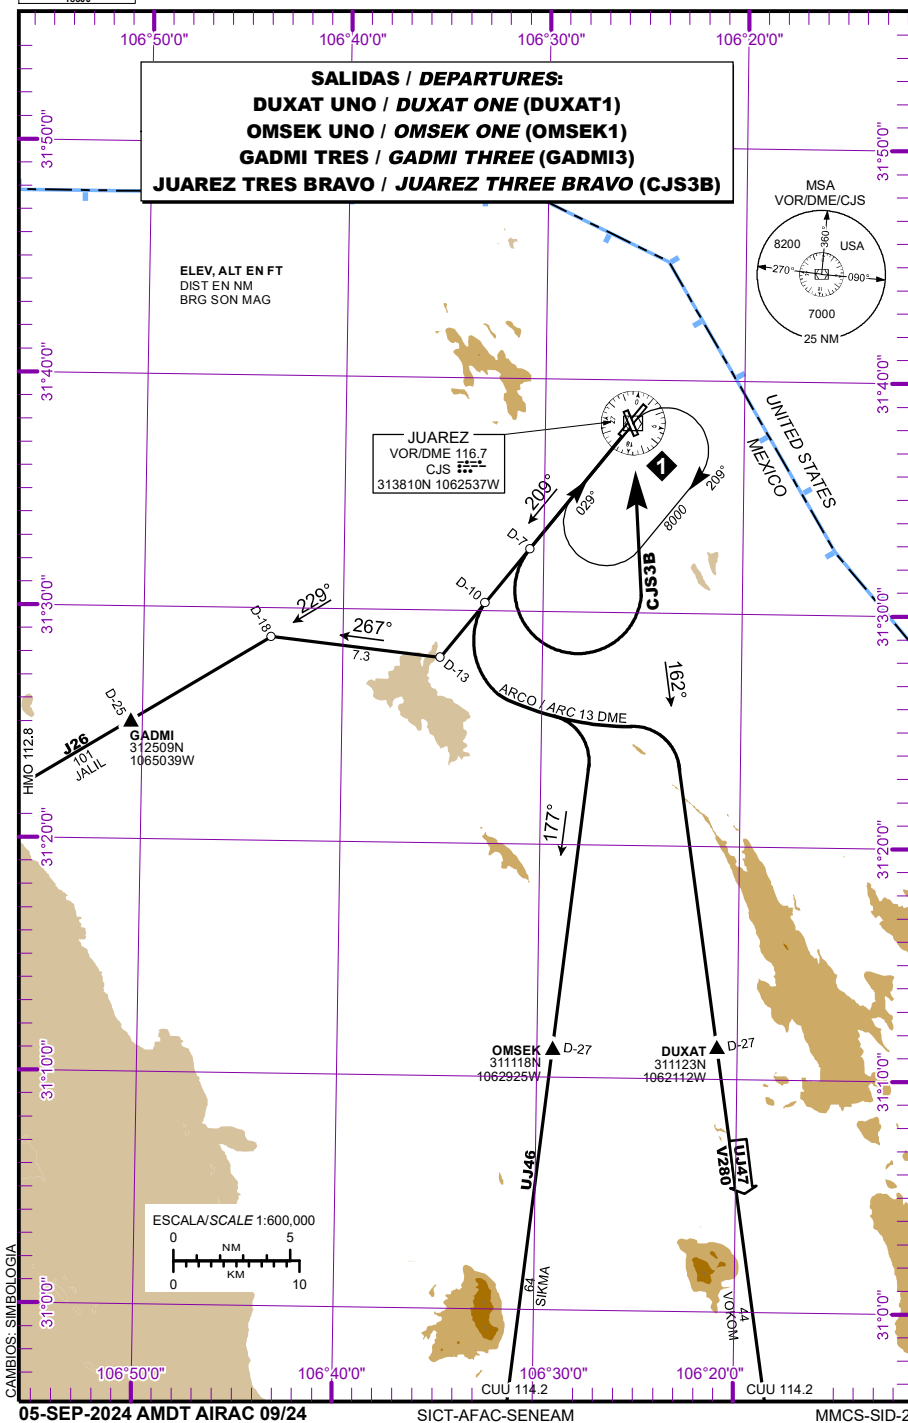 106°50'0"
106°40'0"
106°30'0"
106°20'0"
SALIDAS / DEPARTURES:
DUXAT UNO / DUXAT ONE (DUXAT1)
OMSEK UNO / OMSEK ONE (OMSEK1)
GADMI TRES / GADMI THREE (GADMI3)
JUAREZ TRES BRAVO / JUAREZ THREE BRAVO (CJS3B)
31°50'0"
31°50'0"
MSA
VOR/DME/CJS
8200
360°
USA
270°
090°
7000
25 NM
ELEV, ALT EN FT
DIST EN NM
BRG SON MAG
31°40'0"
31°40'0"
UNITED STATES
MEXICO
JUAREZ
VOR/DME 116.7
CJS
313810N 1062537W
1
209°
029°
209°
8000
D-7
CJS3B
D-10
31°30'0"
31°30'0"
229°
D-18
267°
7.3
D-13
162°
ARCO / ARC 13 DME
D-25
GADMI
312509N
1065039W
J26
101
JALIL
HMO 112.8
177°
31°20'0"
31°20'0"
OMSEK
311118N
1062925W
D-27
DUXAT
311123N
1062112W
D-27
31°10'0"
31°10'0"
UJ46
V280
UJ47
ESCALA/SCALE 1:600,000
0 5
NM
KM
0 10
64
SIKMA
44
VOKOM
31°0'0"
31°0'0"
CAMBIOS: SIMBOLOGIA
106°50'0"
106°40'0"
106°30'0"
106°20'0"
CUU 114.2
CUU 114.2
05-SEP-2024 AMDT AIRAC 09/24
SICT-AFAC-SENEAM